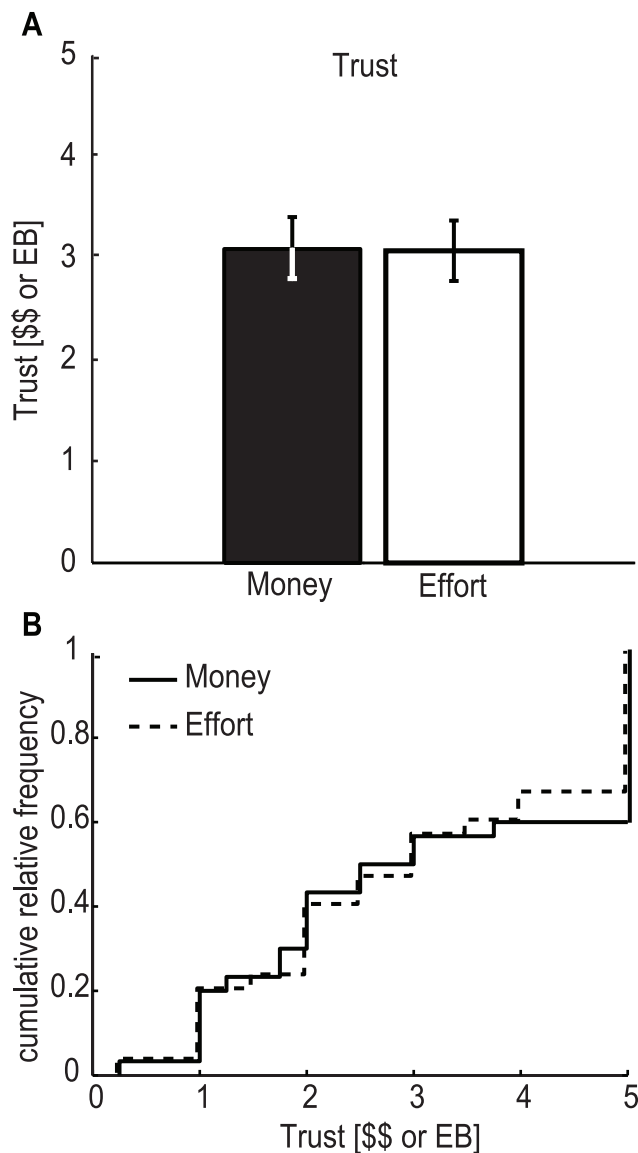 A
Trust
5
4
3
2
1
0
Trust [$$ or EB]
Money Effort
B
Money
Effort
1
0.8
0.6
0.4
0.2
0
cumulative relative frequency
0 1 2 3 4 5
Trust [$$ or EB]